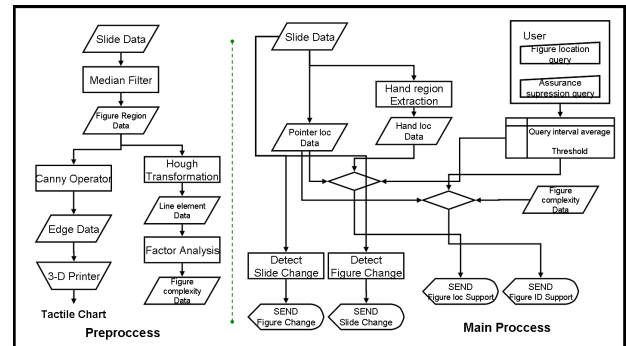 Slide Data
Median Filter
Figure Region
Data
Canny Operator
Edge Data
3-D Printer
Tactile Chart
Hough
Transformation
Line element
Data
Factor Analysis
Figure
complexity
Data
Preproccess
Slide Data
Hand region
Extraction
Pointer loc
Data
Hand loc
Data
User
Figure location
query
Assurance
supression query
Query interval average
Threshold
Figure
complexity
Data
Detect
Slide Change
Detect
Figure Change
SEND
Figure Change
SEND
Slide Change
SEND
Figure loc Support
SEND
Figure ID Support
Main Proccess